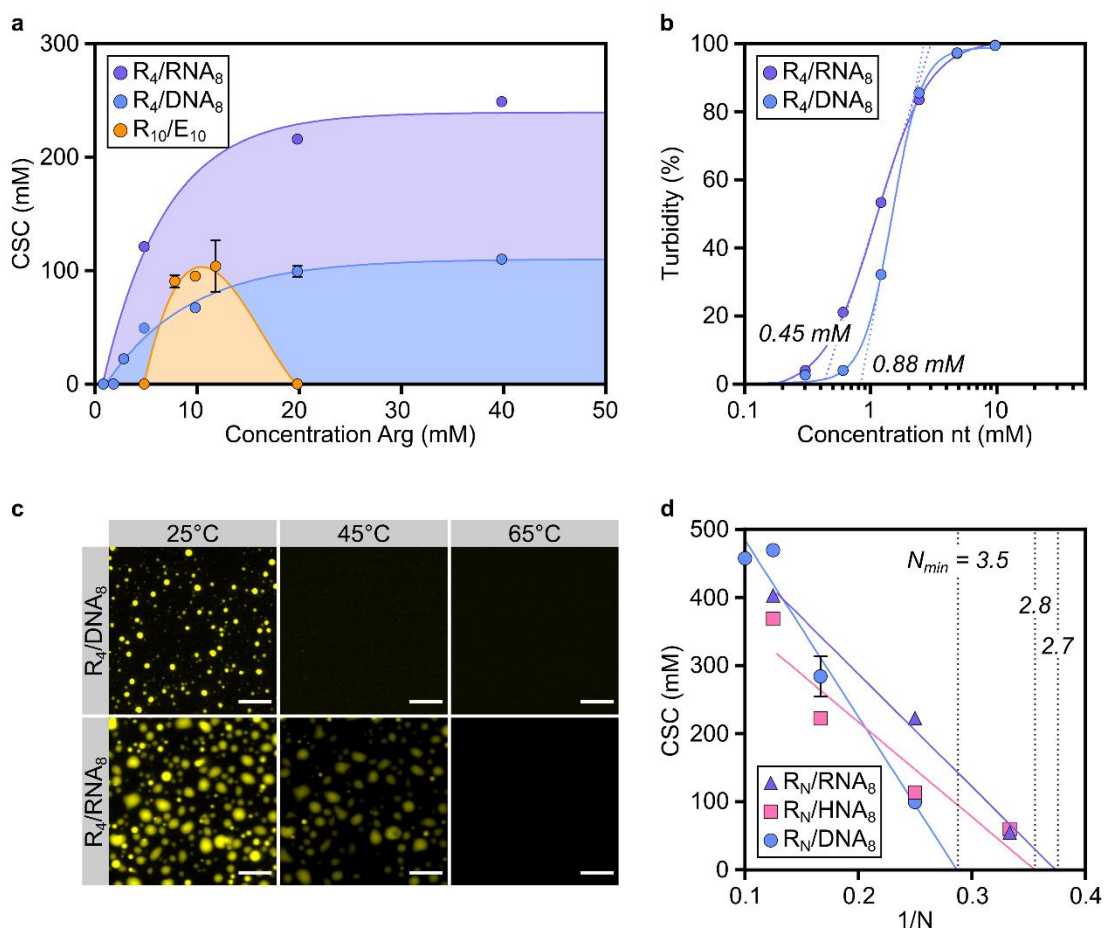 a
300
200
100
0
CSC (mM)
R₄/RNA₈
R₄/DNA₈
R₁₀/E₁₀
0 10 20 30 40 50
Concentration Arg (mM)
b
100
80
60
40
20
0
Turbidity (%)
R₄/RNA₈
R₄/DNA₈
0.45 mM
0.88 mM
0.1 1 10
Concentration nt (mM)
c
25°C 45°C 65°C
R₄/DNA₈
R₄/RNA₈
d
500
400
300
200
100
0
CSC (mM)
N_min = 3.5
2.8
2.7
R_N/RNA₈
R_N/HNA₈
R_N/DNA₈
0.1 0.2 0.3 0.4
1/N